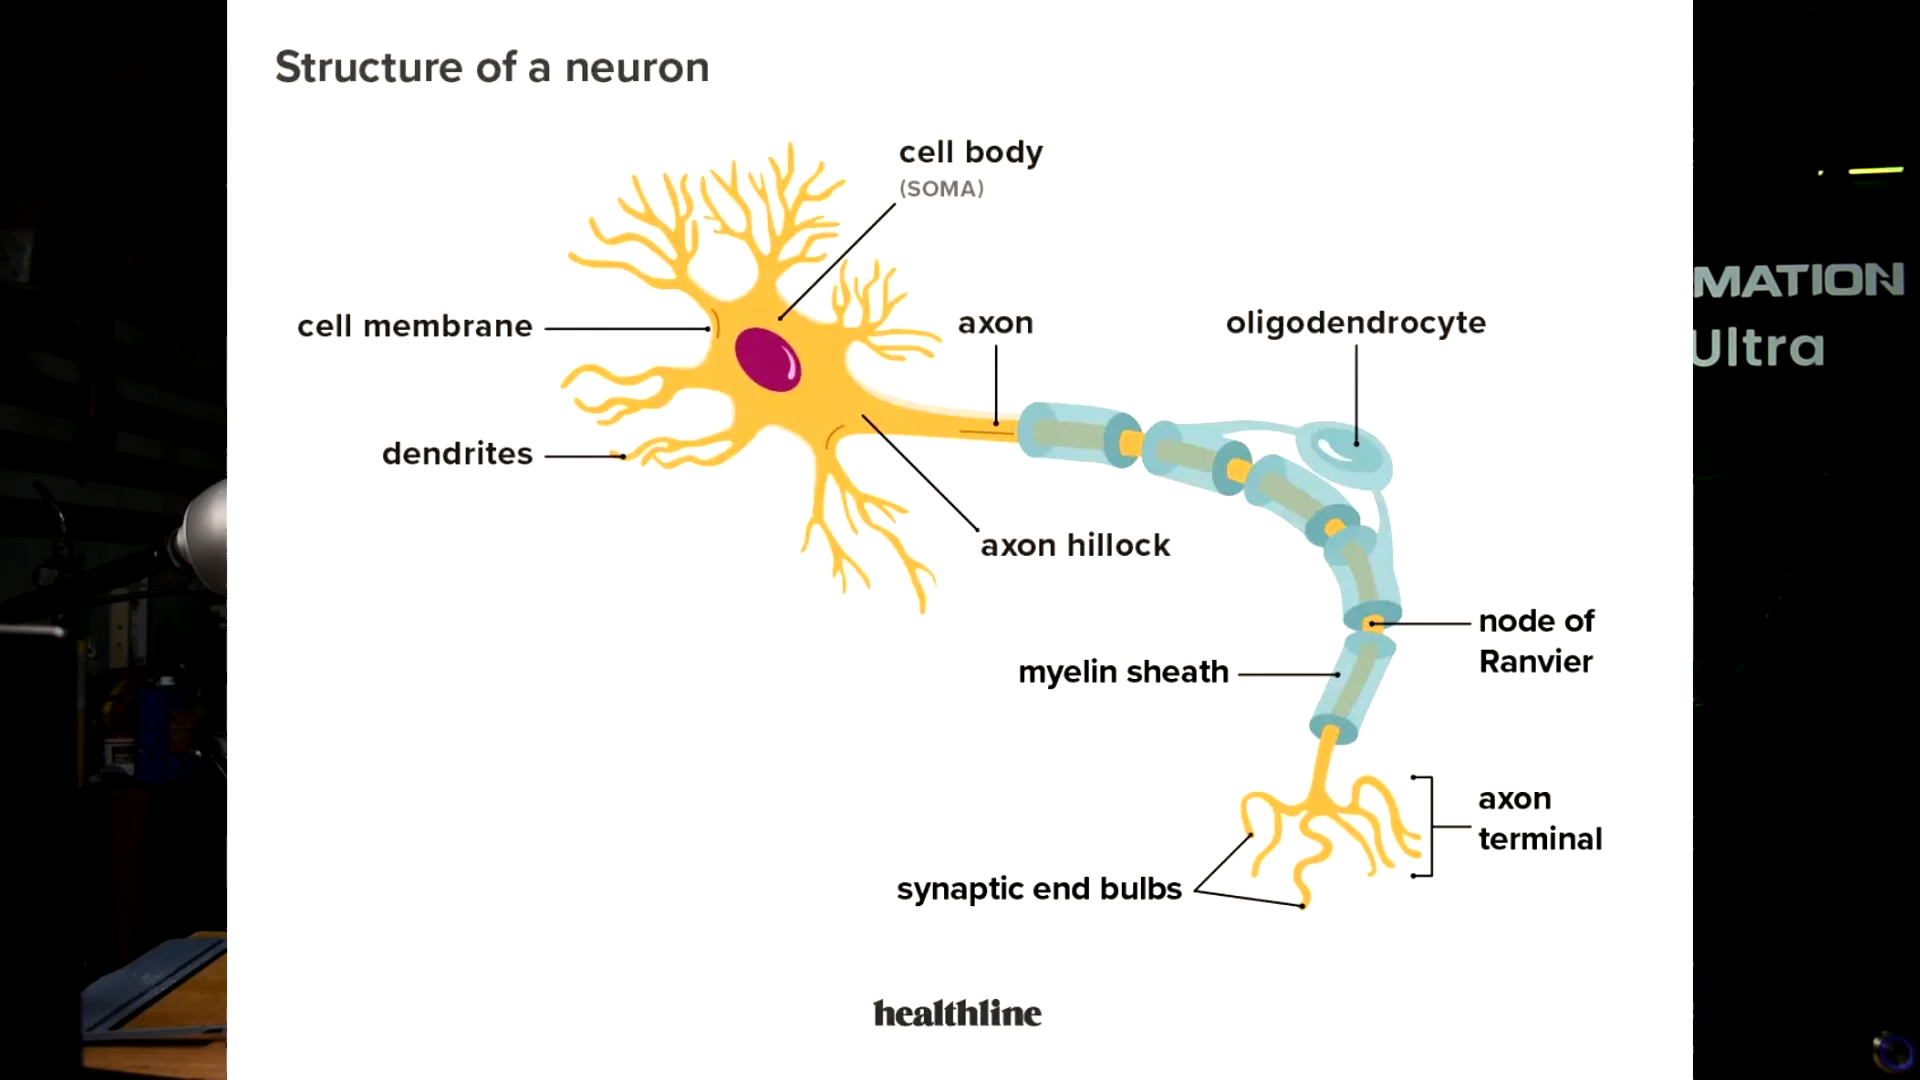 Structure of a neuron
cell body
(SOMA)
cell membrane
axon
oligodendrocyte
dendrites
axon hillock
node of
Ranvier
myelin sheath
axon
terminal
synaptic end bulbs
healthline
MATION
Ultra